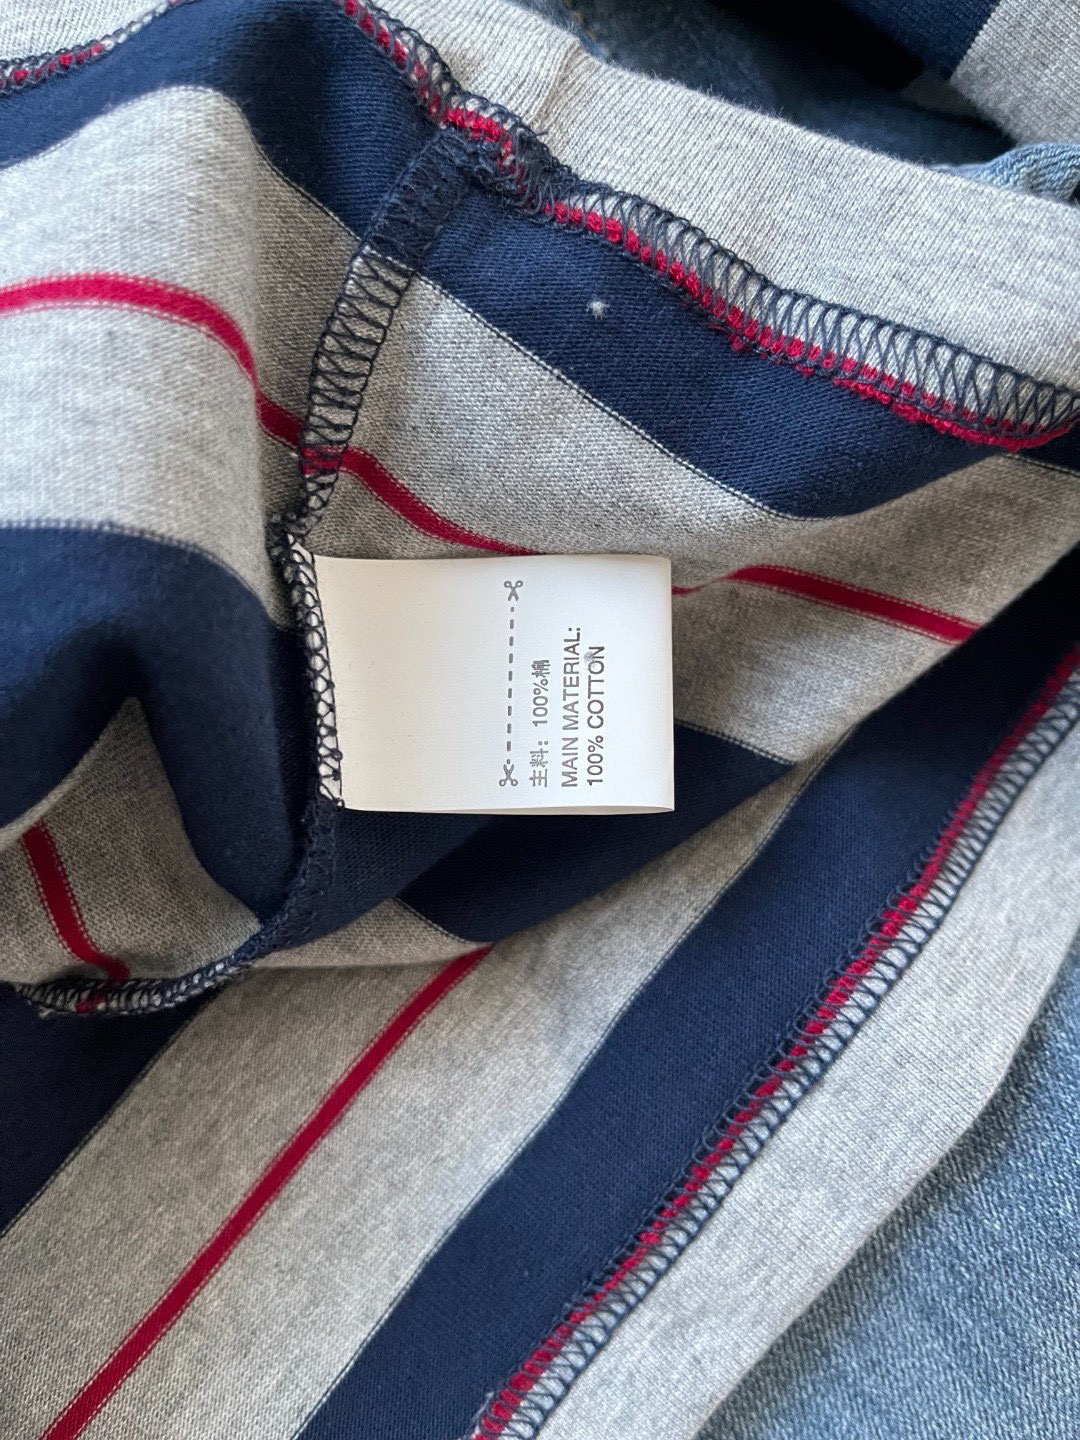 主料：100%棉
MAIN MATERIAL:
100% COTTON